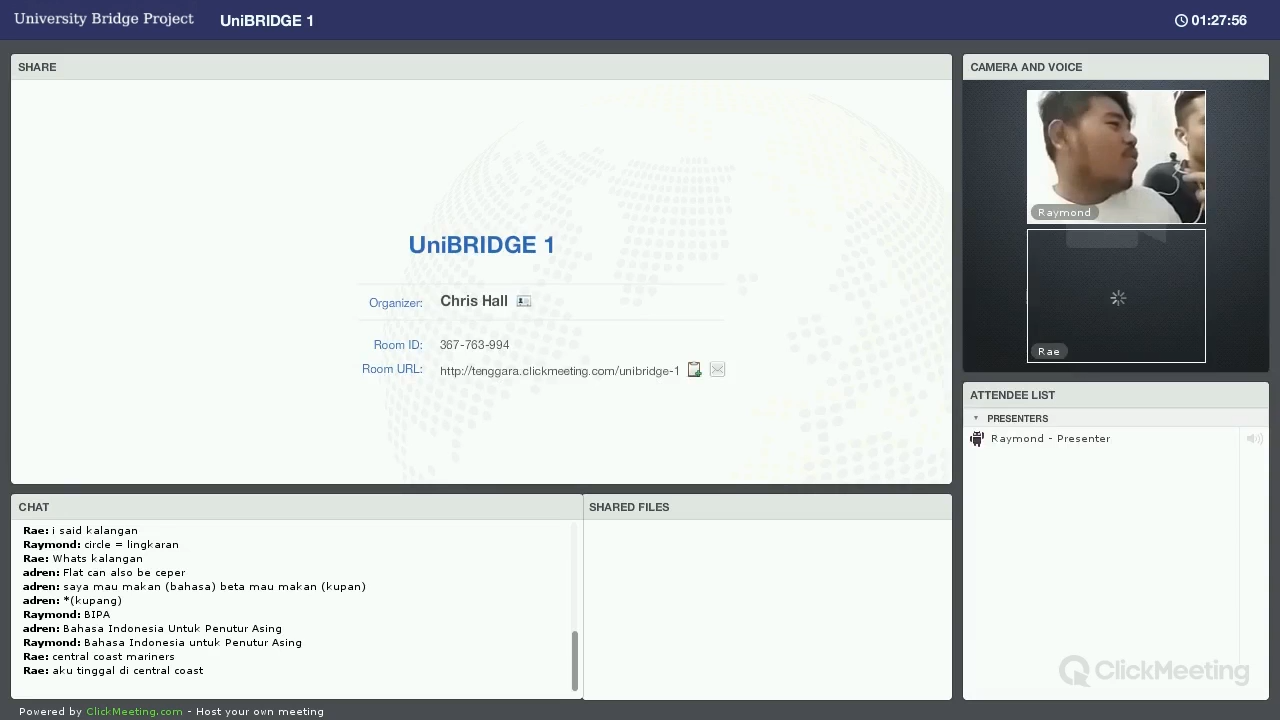 University Bridge Project
UniBRIDGE 1
01:27:56
SHARE
UniBRIDGE 1
Organizer: Chris Hall
Room ID: 367-763-994
Room URL: http://tenggara.clickmeeting.com/unibridge-1
CAMERA AND VOICE
Raymond
Rae
ATTENDEE LIST
PRESENTERS
Raymond - Presenter
CHAT
Rae: i said kalangan
Raymond: circle = lingkaran
Rae: Whats kalangan
adren: Flat can also be ceper
adren: saya mau makan (bahasa) beta mau makan (kupan)
adren: *(kupang)
Raymond: BIPA
adren: Bahasa Indonesia Untuk Penutur Asing
Raymond: Bahasa Indonesia untuk Penutur Asing
Rae: central coast mariners
Rae: aku tinggal di central coast
SHARED FILES
ClickMeeting
Powered by ClickMeeting.com - Host your own meeting